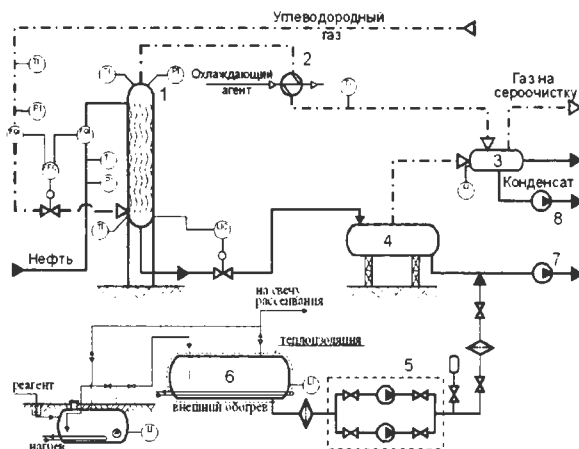 Углеводородный
газ
2
1
Охлаждающий
агент
Газ на
сероочистку
3
Конденсат
8
Нефть
4
7
на свечу
рассеивания
теплоизоляция
5
6
реагент
внешний обогрев
нагрев